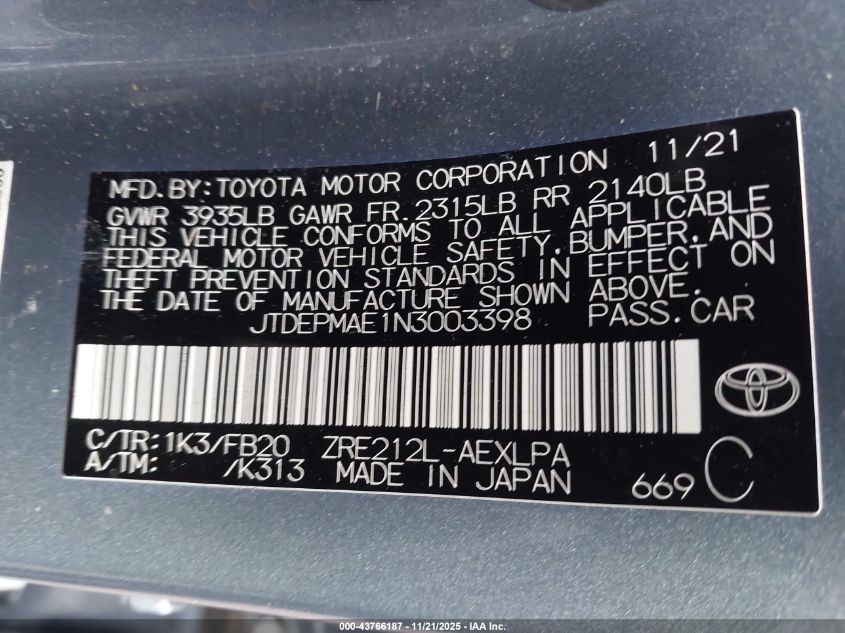 MFD.BY:TOYOTA MOTOR CORPORATION 11/21
GVWR 3935LB GAWR FR.2315LB RR 2140LB
THIS VEHICLE CONFORMS TO ALL APPLICABLE
FEDERAL MOTOR VEHICLE SAFETY,BUMPER,AND
THEFT PREVENTION STANDARDS IN EFFECT ON
THE DATE OF MANUFACTURE SHOWN ABOVE.
JTDEPMAE1N3003398 PASS.CAR
C/TR:1K3/FB20 ZRE212L-AEXLPA
A/TM: /K313 MADE IN JAPAN 669 C
000-43766187 - 11/21/2025 - IAA Inc.